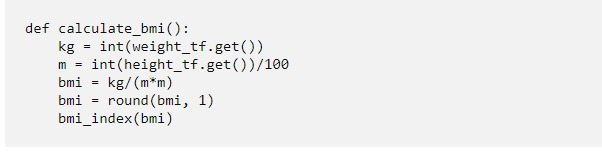 def calculate_bmi():
    kg = int(weight_tf.get())
    m = int(height_tf.get())/100
    bmi = kg/(m*m)
    bmi = round(bmi, 1)
    bmi_index(bmi)